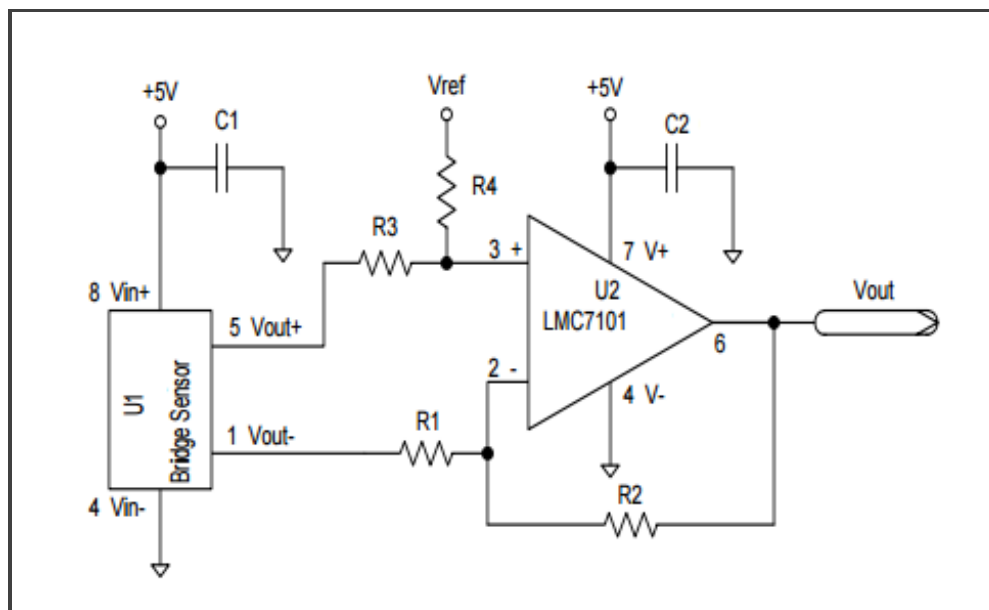 +5V
C1
Vref
+5V
C2
R4
R3
3 +
7 V+
U2
LMC7101
Vout
8 Vin+
5 Vout+
6
2 -
4 V-
U1
Bridge Sensor
R1
1 Vout-
R2
4 Vin-